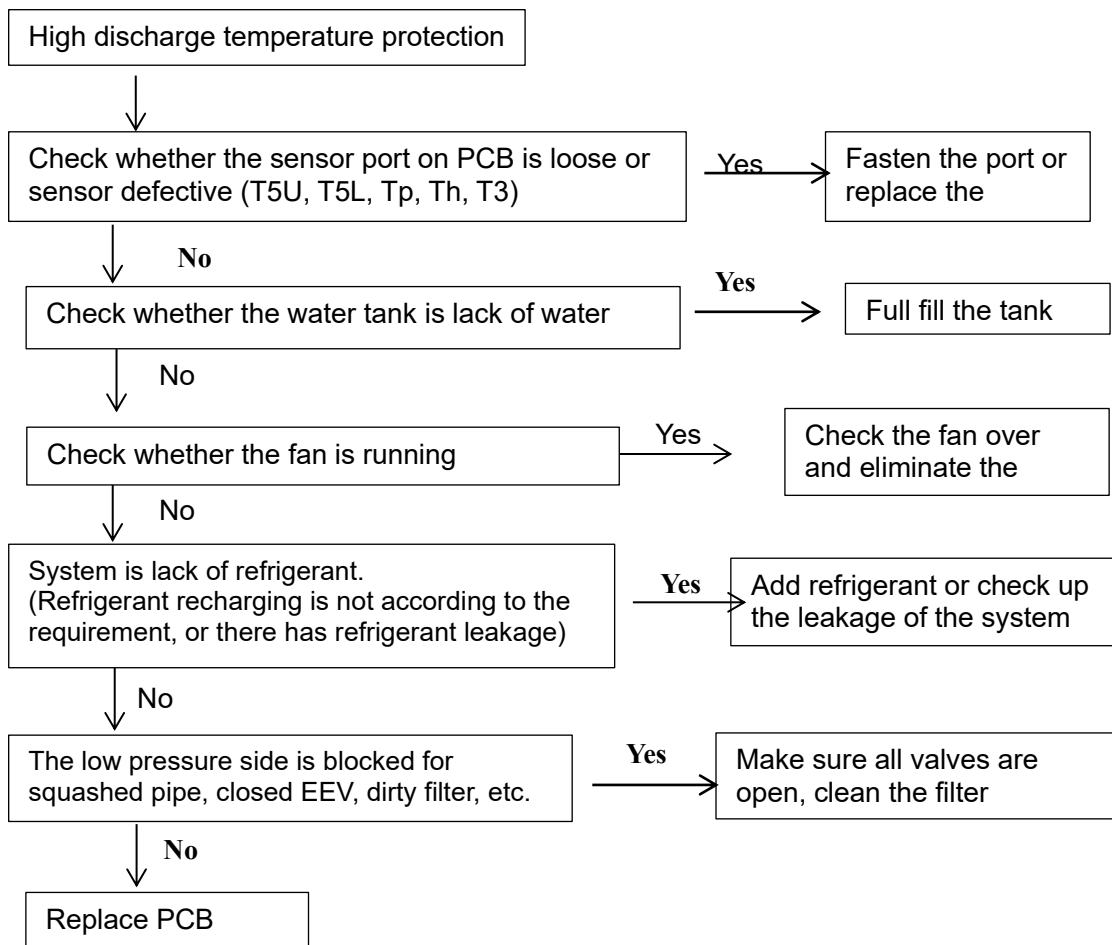 High discharge temperature protection
Check whether the sensor port on PCB is loose or
sensor defective (T5U, T5L, Tp, Th, T3)
Yes
Fasten the port or
replace the
No
Check whether the water tank is lack of water
Yes
Full fill the tank
No
Check whether the fan is running
Yes
Check the fan over
and eliminate the
No
System is lack of refrigerant.
(Refrigerant recharging is not according to the
requirement, or there has refrigerant leakage)
Yes
Add refrigerant or check up
the leakage of the system
No
The low pressure side is blocked for
squashed pipe, closed EEV, dirty filter, etc.
Yes
Make sure all valves are
open, clean the filter
No
Replace PCB